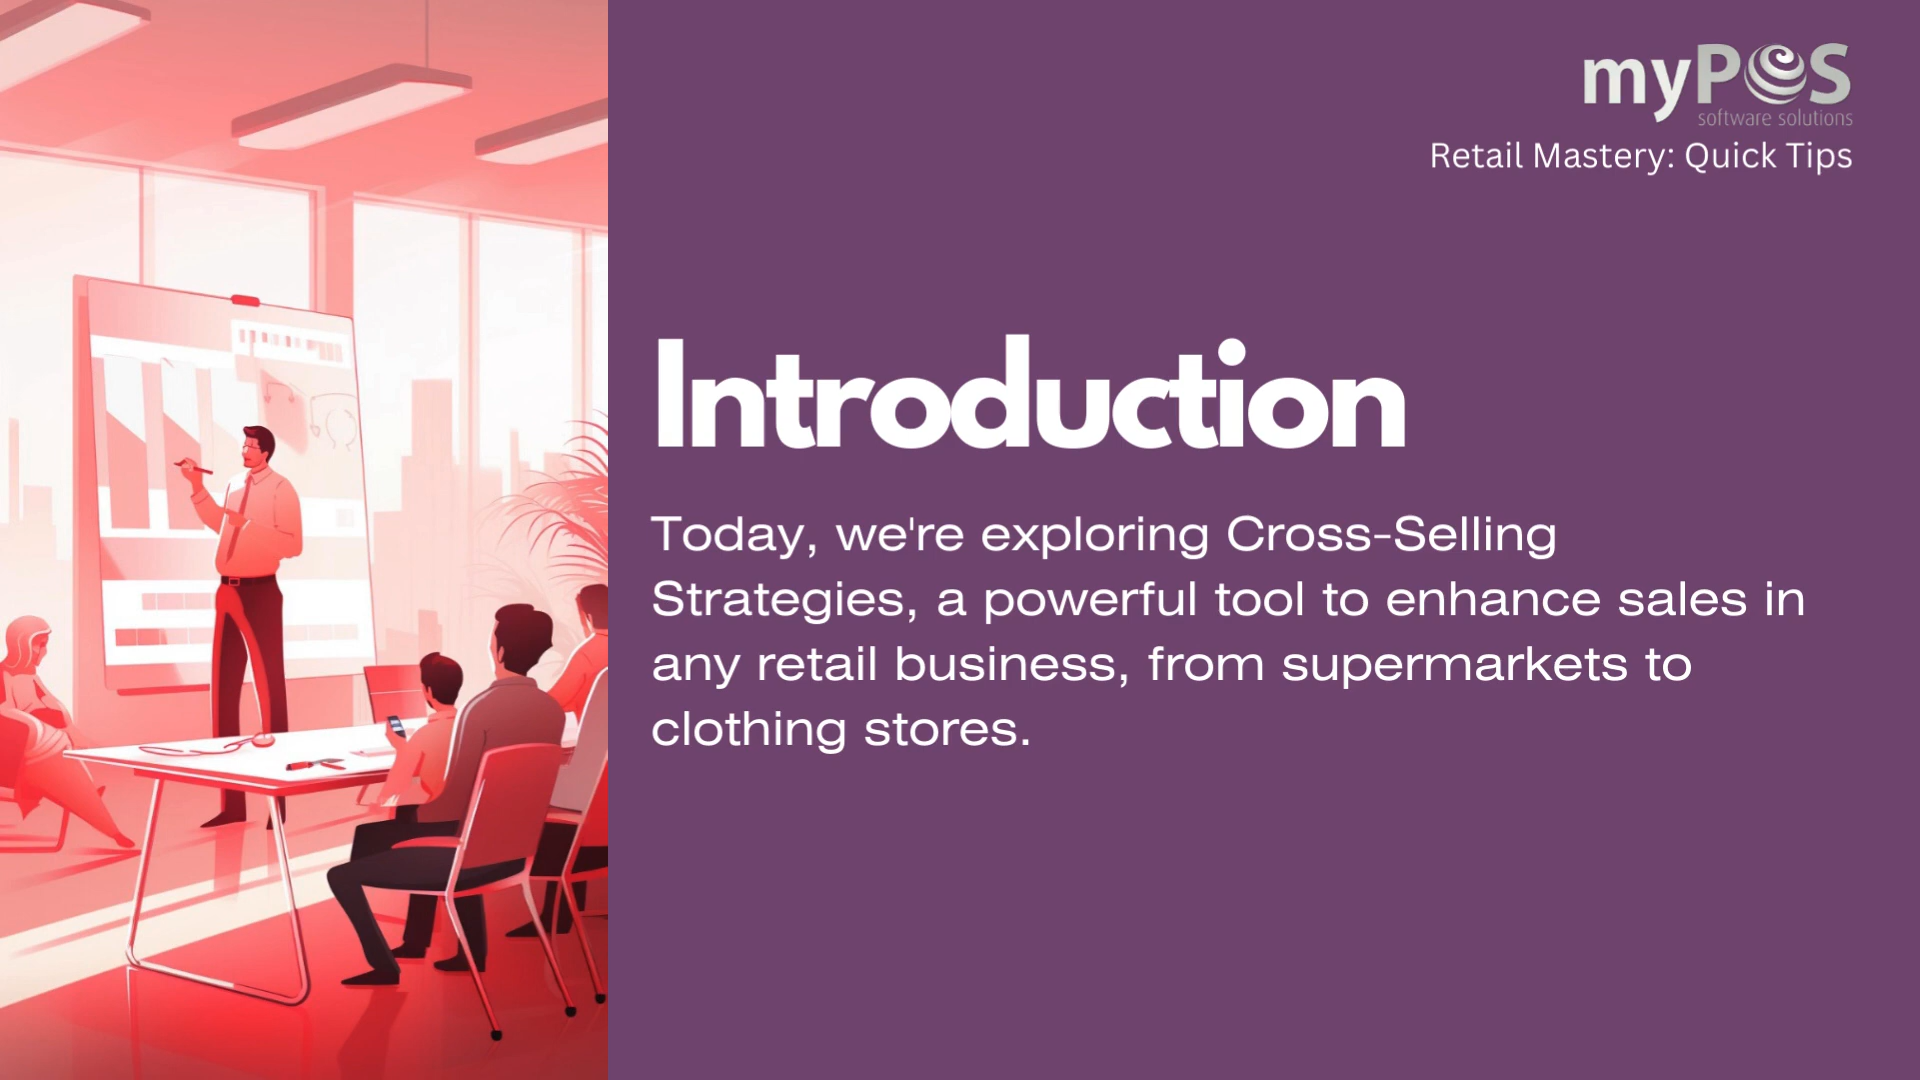 myPOS
software solutions
Retail Mastery: Quick Tips
Introduction
Today, we're exploring Cross-Selling
Strategies, a powerful tool to enhance sales in
any retail business, from supermarkets to
clothing stores.